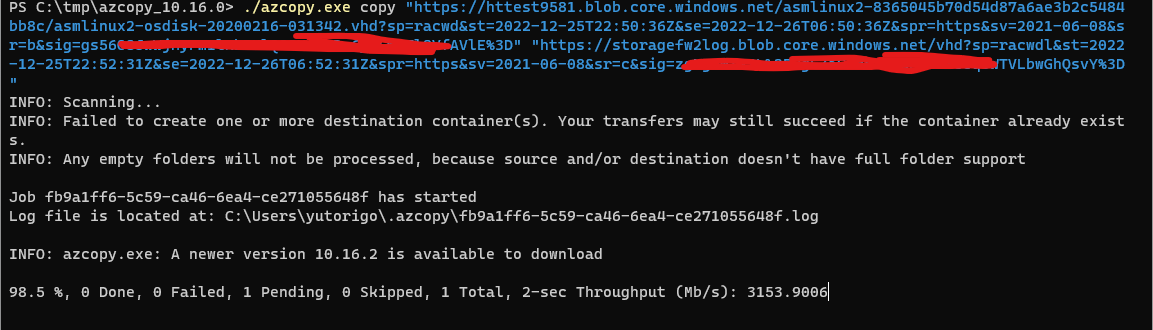 PS C:\tmp\azcopy_10.16.0> ./azcopy.exe copy "https://httest9581.blob.core.windows.net/asmlinux2-8365045b70d54d87a6ae3b2c5484
bb8c/asmlinux2-osdisk-20200216-031342.vhd?sp=racwd&st=2022-12-25T22:50:36Z&se=2022-12-26T06:50:36Z&spr=https&sv=2021-06-08&s
r=b&sig=gs56 AVlE%3D" "https://storagefw2log.blob.core.windows.net/vhd?sp=racwdl&st=2022
-12-25T22:52:31Z&se=2022-12-26T06:52:31Z&spr=https&sv=2021-06-08&sr=c&sig= WTVLbwGhQsvY%3D
"
INFO: Scanning...
INFO: Failed to create one or more destination container(s). Your transfers may still succeed if the container already exist
s.
INFO: Any empty folders will not be processed, because source and/or destination doesn't have full folder support
Job fb9a1ff6-5c59-ca46-6ea4-ce271055648f has started
Log file is located at: C:\Users\yutorigo\.azcopy\fb9a1ff6-5c59-ca46-6ea4-ce271055648f.log
INFO: azcopy.exe: A newer version 10.16.2 is available to download
98.5 %, 0 Done, 0 Failed, 1 Pending, 0 Skipped, 1 Total, 2-sec Throughput (Mb/s): 3153.9006